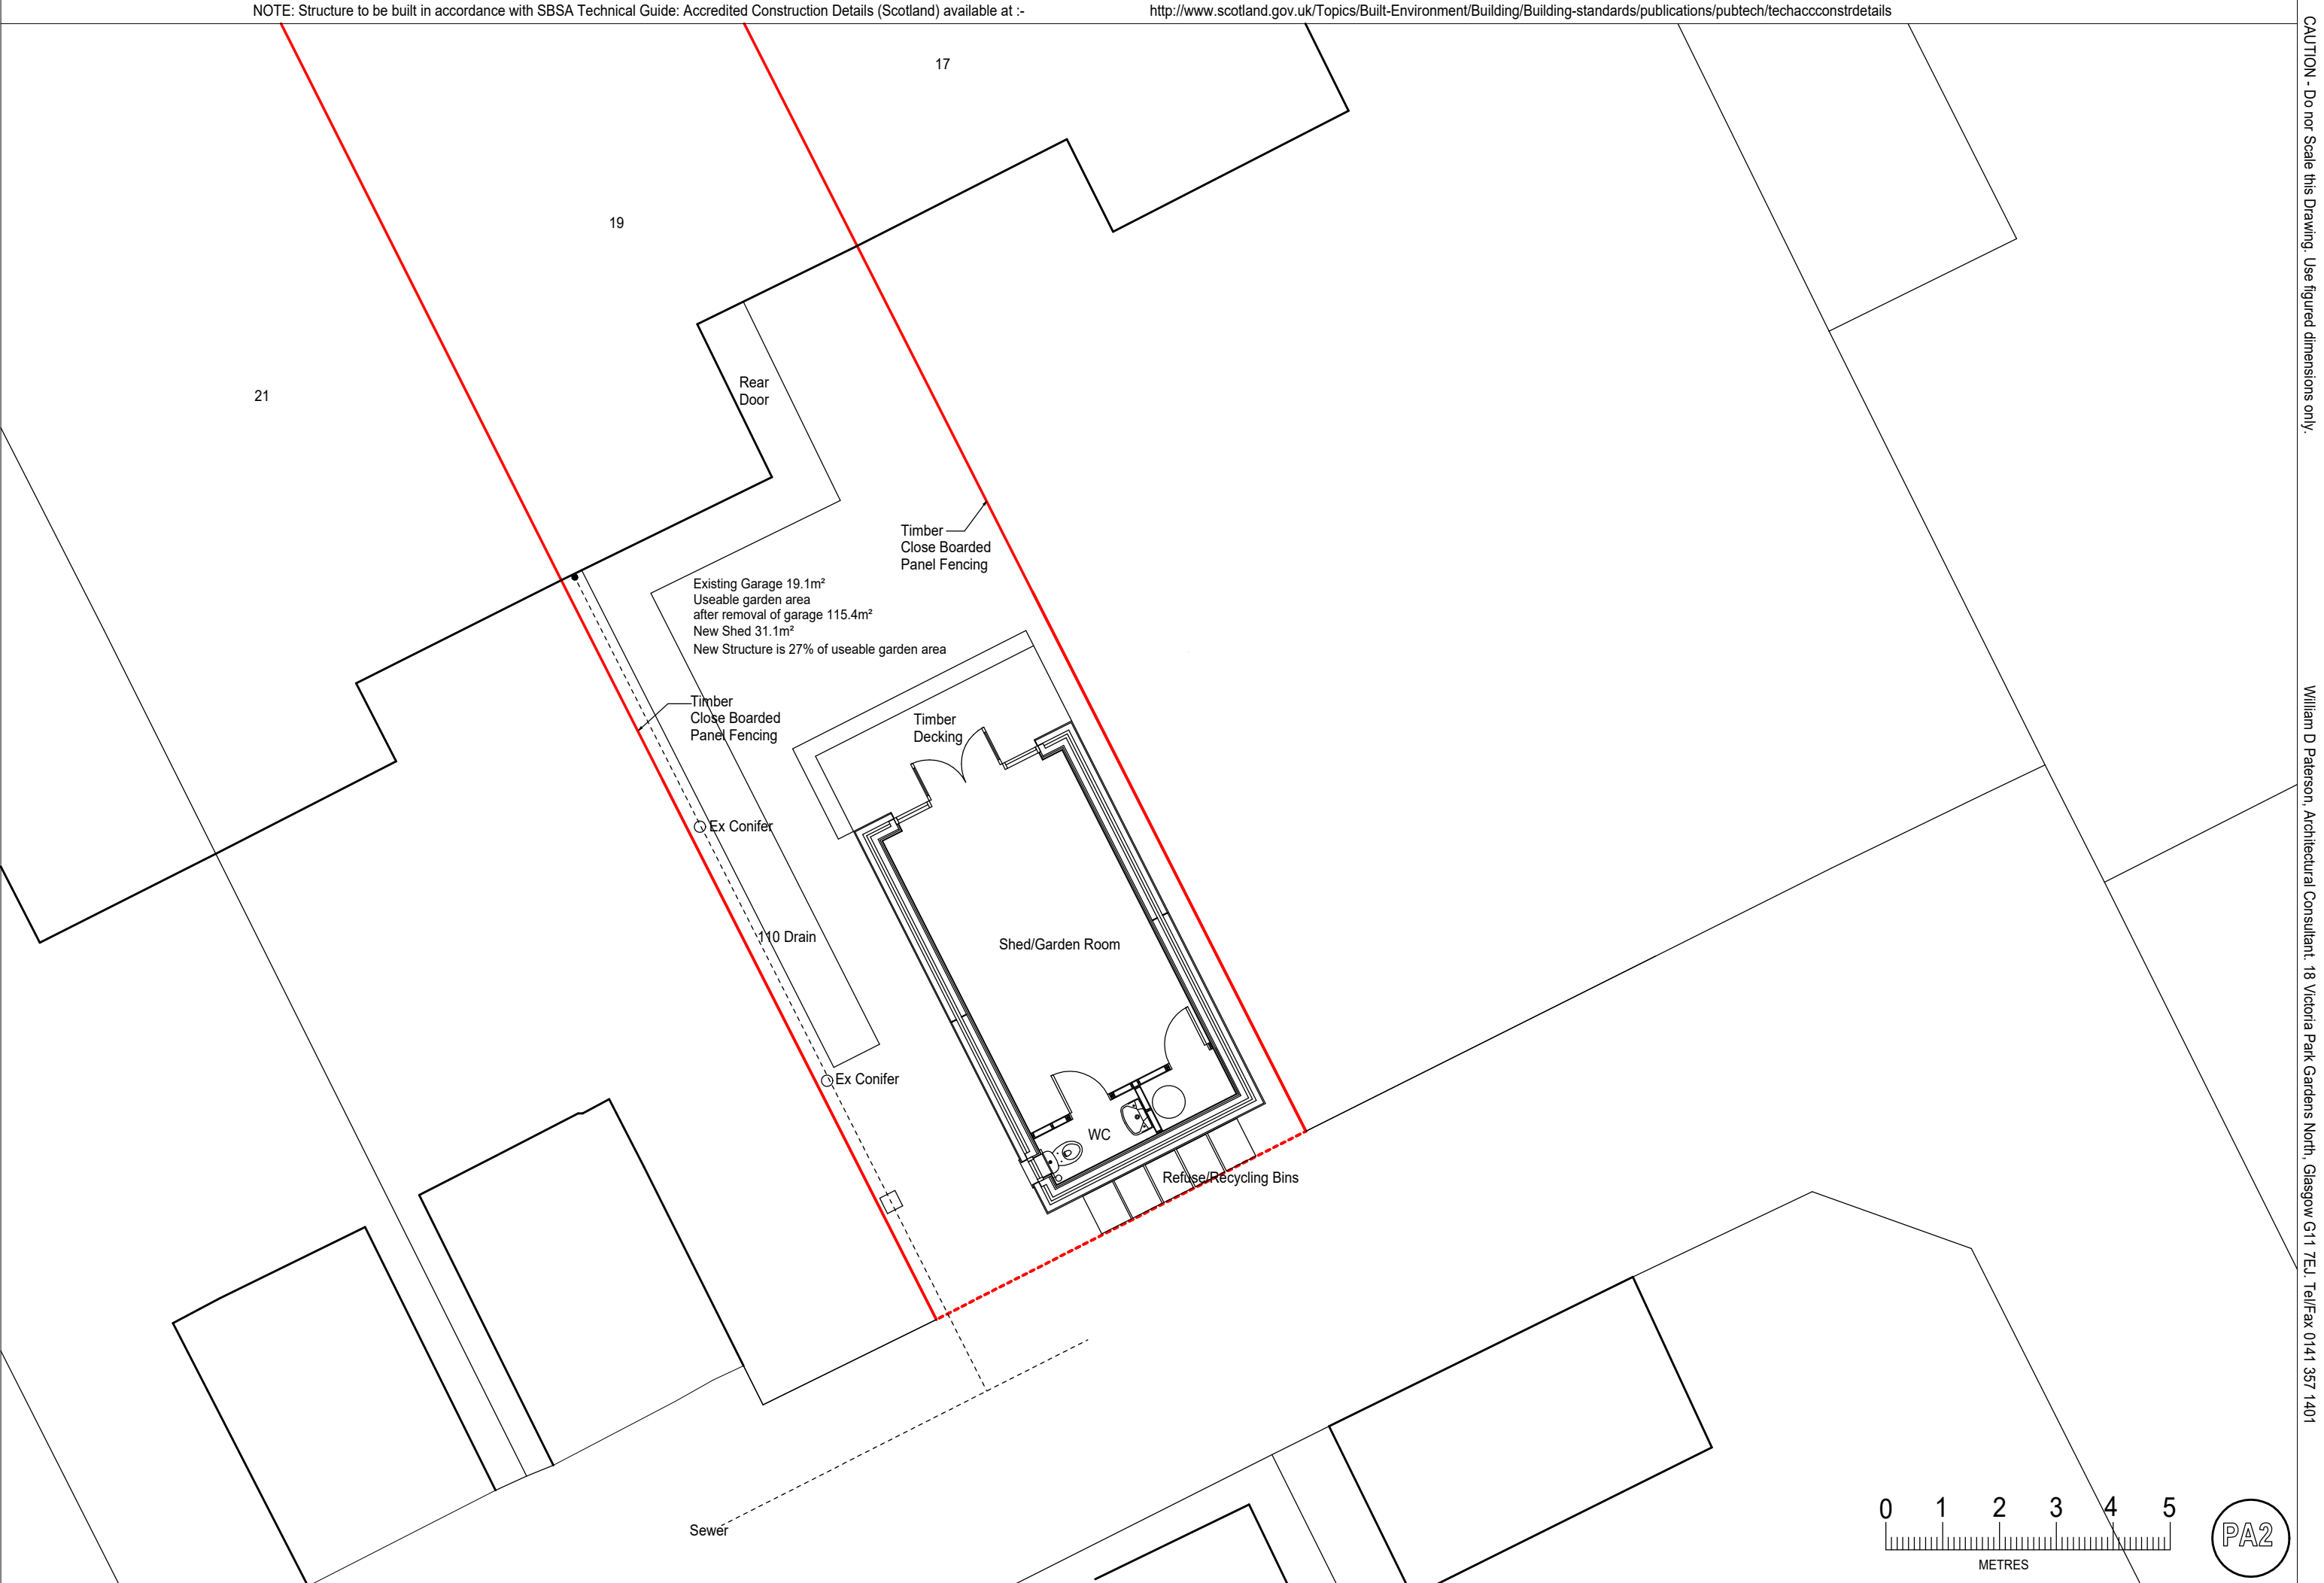 NOTE: Structure to be built in accordance with SBSA Technical Guide: Accredited Construction Details (Scotland) available at :- http://www.scotland.gov.uk/Topics/Built-Environment/Building/Building-standards/publications/pubtech/techaccconstrdetails
17
19
21
Rear
Door
Timber
Close Boarded
Panel Fencing
Existing Garage 19.1m²
Useable garden area
after removal of garage 115.4m²
New Shed 31.1m²
New Structure is 27% of useable garden area
Timber
Close Boarded
Panel Fencing
Timber
Decking
Ex Conifer
110 Drain
Shed/Garden Room
Ex Conifer
WC
Refuse/Recycling Bins
Sewer
0 1 2 3 4 5
METRES
PA2
CAUTION - Do nor Scale this Drawing. Use figured dimensions only.
William D Paterson, Architectural Consultant. 18 Victoria Park Gardens North, Glasgow G11 7EJ. Tel/Fax 0141 357 1401